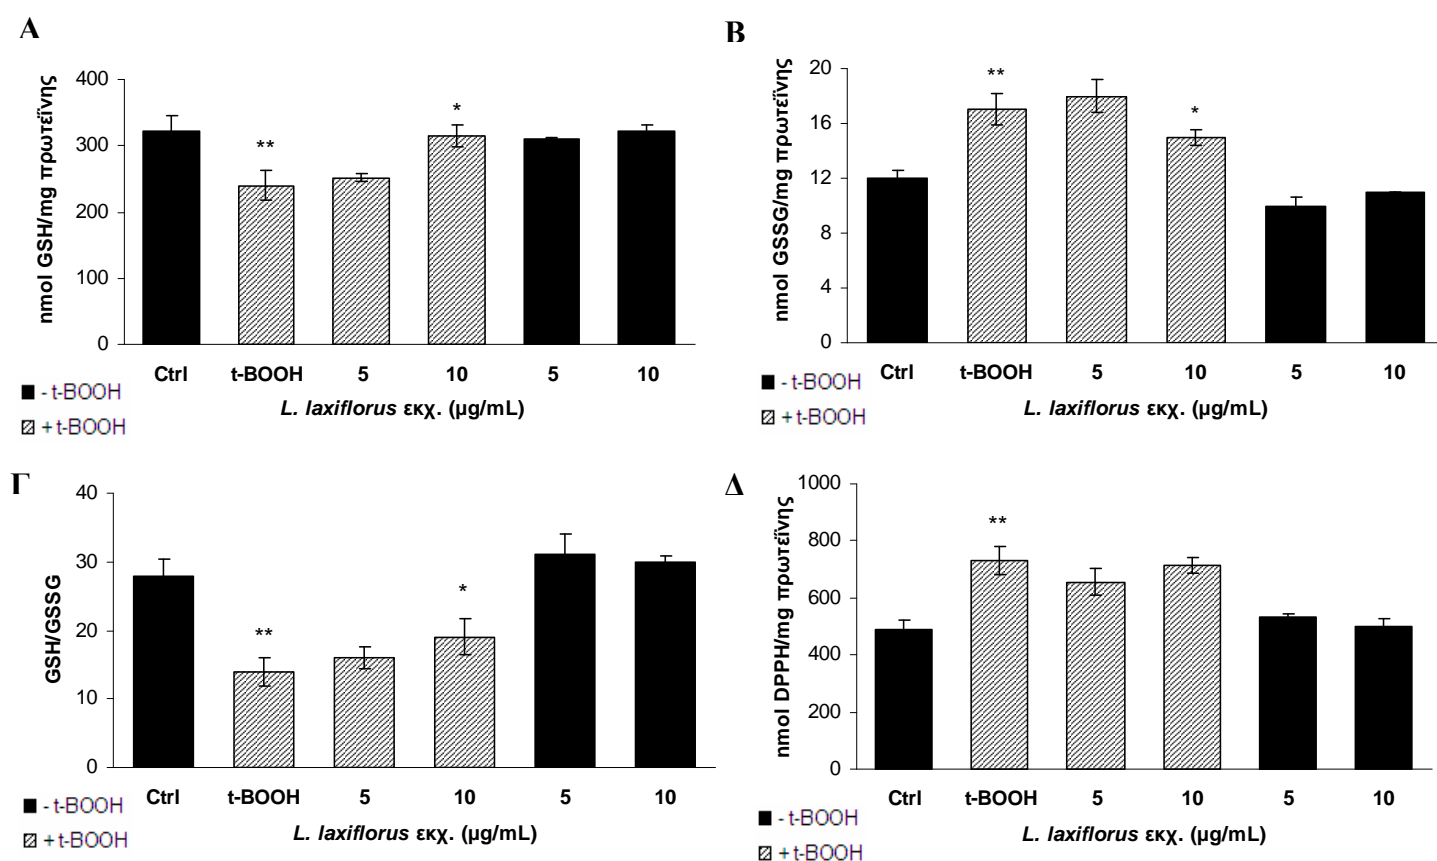 Α
nmol GSH/mg πρωτεΐνης
400
300
200
100
0
**
*
Ctrl t-BOOH 5 10 5 10
- t-BOOH
+ t-BOOH
L. laxiflorus εκχ. (μg/mL)
Β
nmol GSSG/mg πρωτεΐνης
20
16
12
8
4
0
**
*
Ctrl t-BOOH 5 10 5 10
- t-BOOH
+ t-BOOH
L. laxiflorus εκχ. (μg/mL)
Γ
GSH/GSSG
40
30
20
10
0
**
*
Ctrl t-BOOH 5 10 5 10
- t-BOOH
+ t-BOOH
L. laxiflorus εκχ. (μg/mL)
Δ
nmol DPPH/mg πρωτεΐνης
1000
800
600
400
200
0
**
Ctrl t-BOOH 5 10 5 10
- t-BOOH
+ t-BOOH
L. laxiflorus εκχ. (μg/mL)